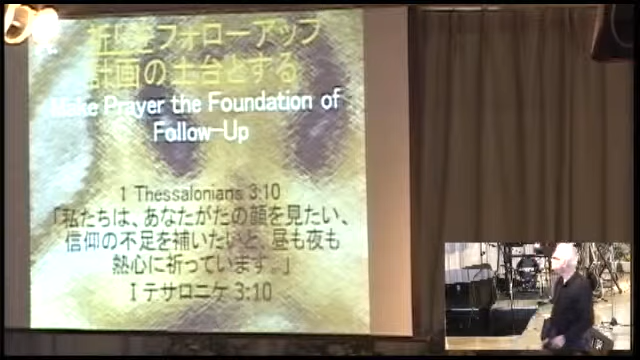 祈りをフォローアップ
計画の土台とする
Make Prayer the Foundation of
Follow-Up
1 Thessalonians 3:10
「私たちは、あなたがたの顔を見たい、
信仰の不足を補いたいと、昼も夜も
熱心に祈っています。」
I テサロニケ 3:10